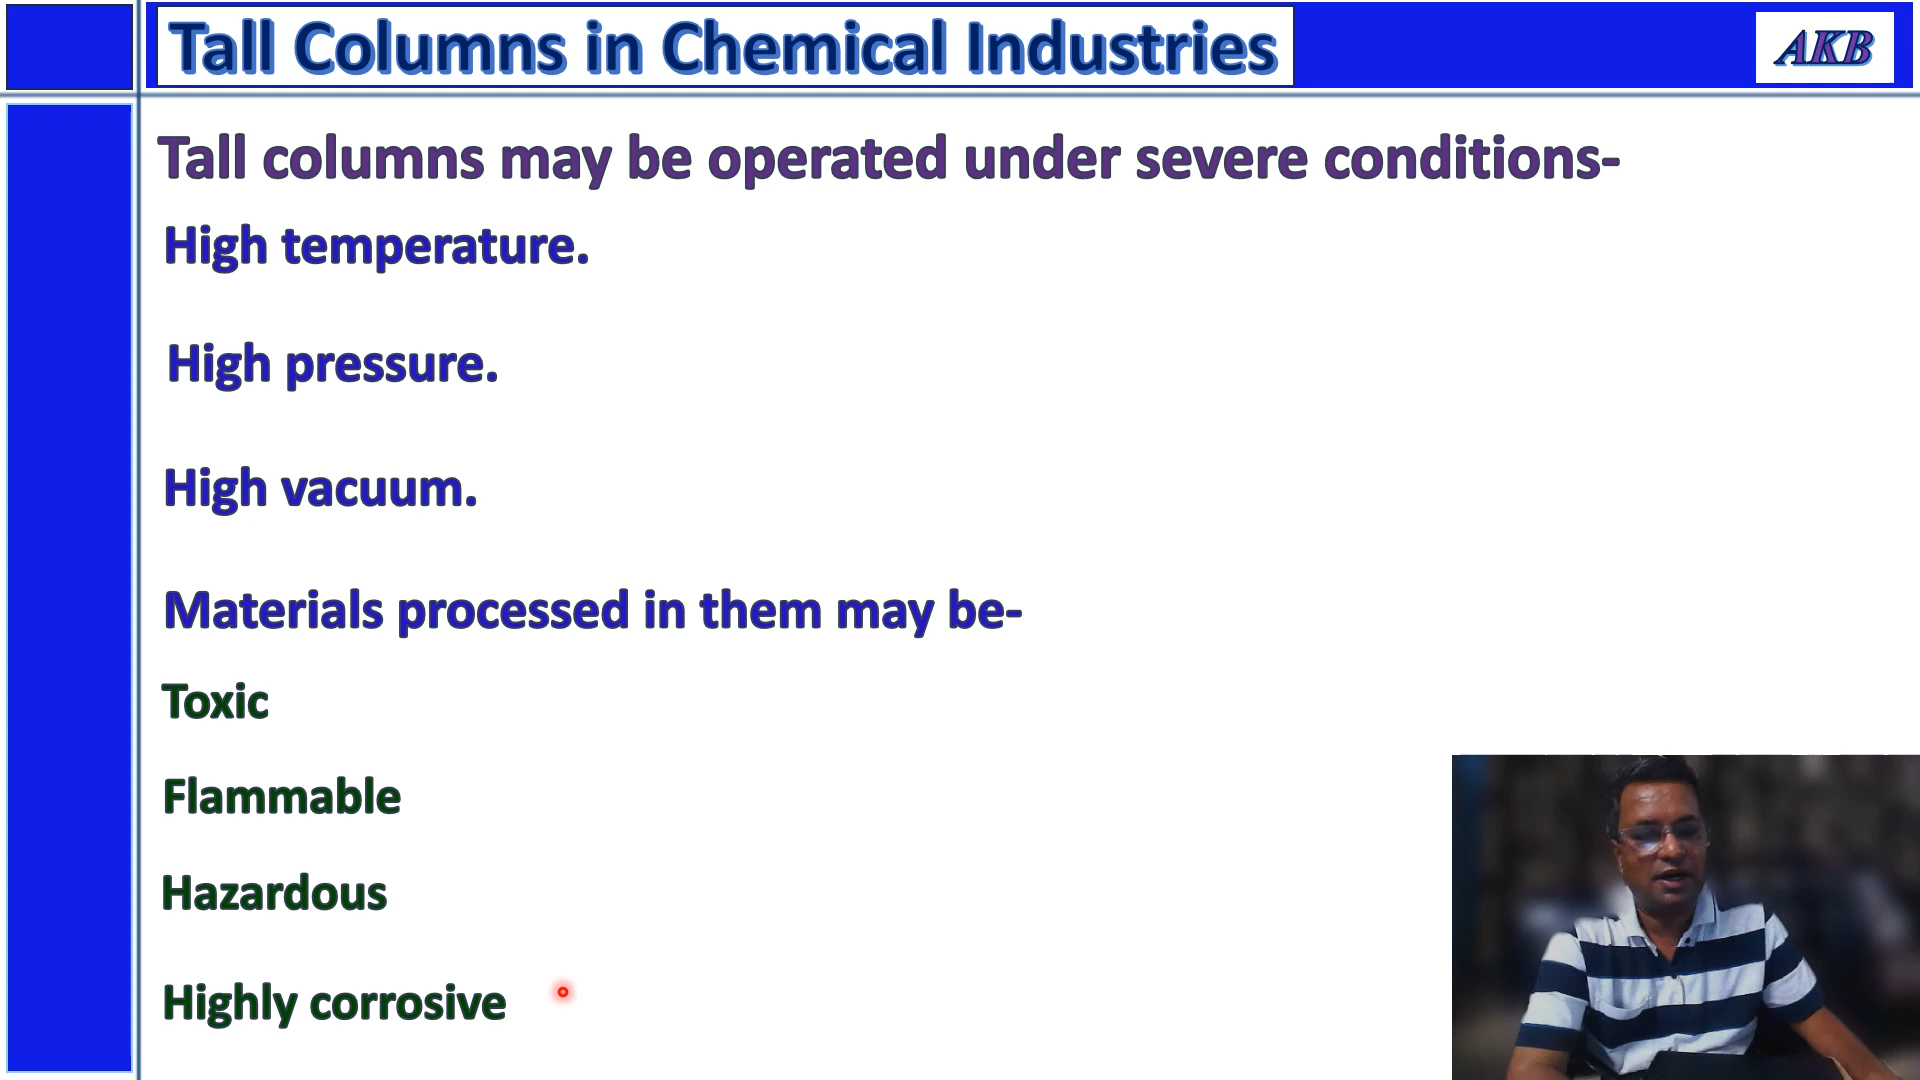 Tall Columns in Chemical Industries
AKB
Tall columns may be operated under severe conditions-
High temperature.
High pressure.
High vacuum.
Materials processed in them may be-
Toxic
Flammable
Hazardous
Highly corrosive